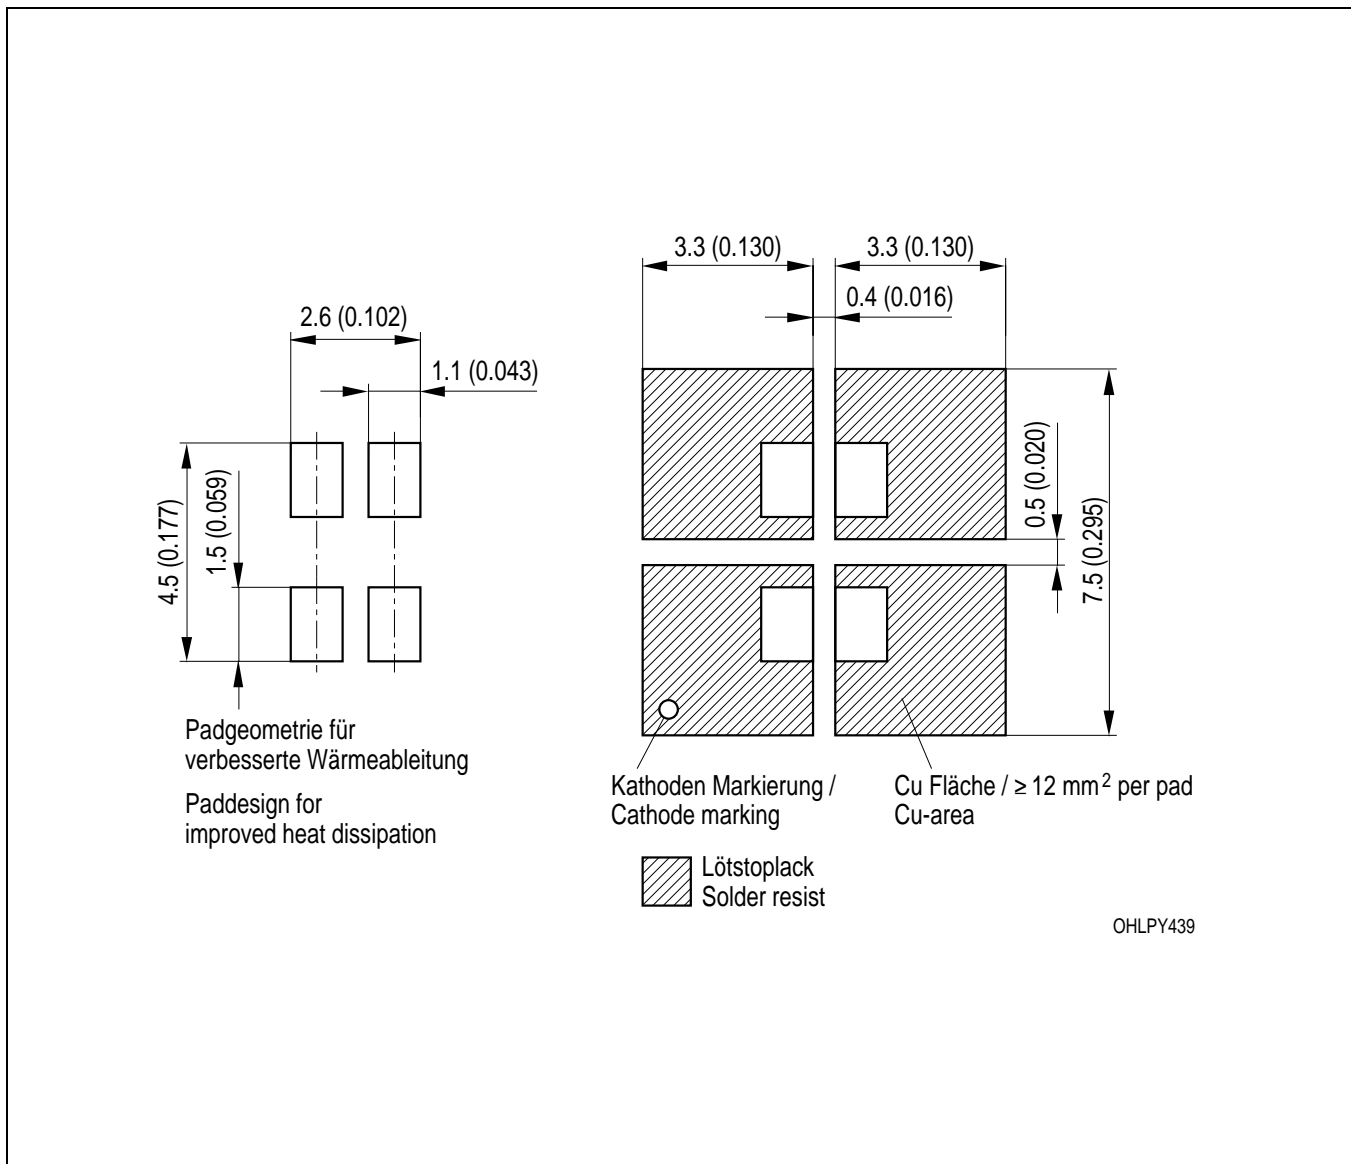 3.3 (0.130)
3.3 (0.130)
0.4 (0.016)
2.6 (0.102)
1.1 (0.043)
4.5 (0.177)
1.5 (0.059)
0.5 (0.020)
7.5 (0.295)
Padgeometrie für
verbesserte Wärmeableitung
Paddesign for
improved heat dissipation
Kathoden Markierung /
Cathode marking
Cu Fläche / ≥ 12 mm² per pad
Cu-area
Lötstoplack
Solder resist
OHLPY439